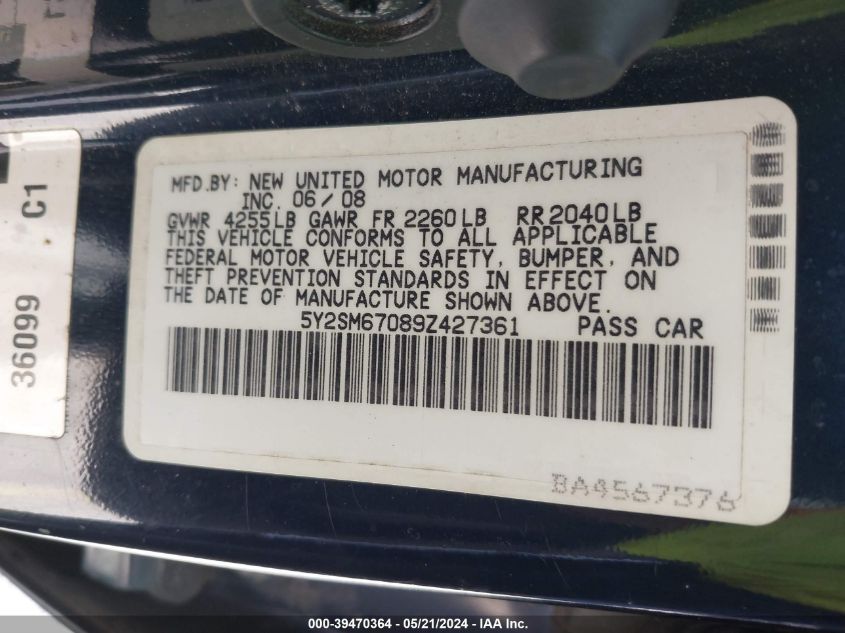 MFD.BY: NEW UNITED MOTOR MANUFACTURING
INC. 06/08
GVWR 4255LB GAWR FR 2260LB RR 2040LB
THIS VEHICLE CONFORMS TO ALL APPLICABLE
FEDERAL MOTOR VEHICLE SAFETY, BUMPER, AND
THEFT PREVENTION STANDARDS IN EFFECT ON
THE DATE OF MANUFACTURE SHOWN ABOVE.
5Y2SM67089Z427361 PASS CAR
BA4567376
36099 C1
000-39470364 - 05/21/2024 - IAA